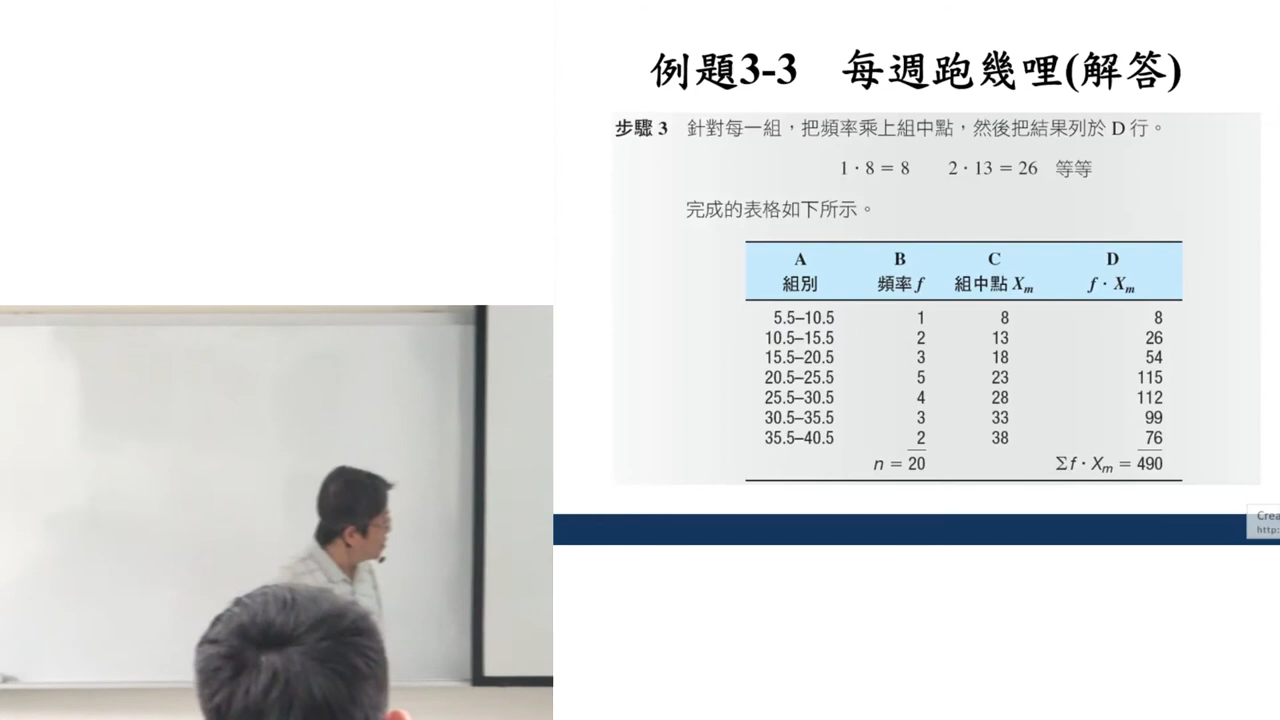 例題3-3 每週跑幾哩(解答)
步驟 3 針對每一組，把頻率乘上組中點，然後把結果列於 D 行。
1 · 8 = 8 2 · 13 = 26 等等
完成的表格如下所示。
A B C D
組別 頻率 f 組中點 Xm f · Xm
5.5–10.5 1 8 8
10.5–15.5 2 13 26
15.5–20.5 3 18 54
20.5–25.5 5 23 115
25.5–30.5 4 28 112
30.5–35.5 3 33 99
35.5–40.5 2 38 76
n = 20 Σf · Xm = 490
Crea
http: